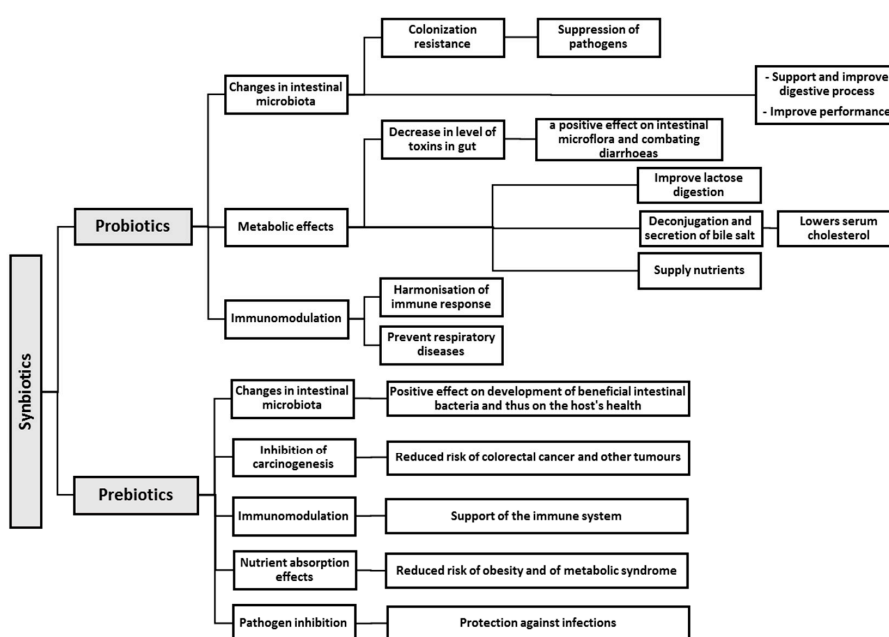 Synbiotics
Probiotics
Changes in intestinal
microbiota
Colonization
resistance
Suppression of
pathogens
- Support and improve
digestive process
- Improve performance
Metabolic effects
Decrease in level of
toxins in gut
a positive effect on intestinal
microflora and combating
diarrhoeas
Improve lactose
digestion
Deconjugation and
secretion of bile salt
Lowers serum
cholesterol
Supply nutrients
Immunomodulation
Harmonisation of
immune response
Prevent respiratory
diseases
Prebiotics
Changes in intestinal
microbiota
Positive effect on development of beneficial intestinal
bacteria and thus on the host's health
Inhibition of
carcinogenesis
Reduced risk of colorectal cancer and other tumours
Immunomodulation
Support of the immune system
Nutrient absorption
effects
Reduced risk of obesity and of metabolic syndrome
Pathogen inhibition
Protection against infections